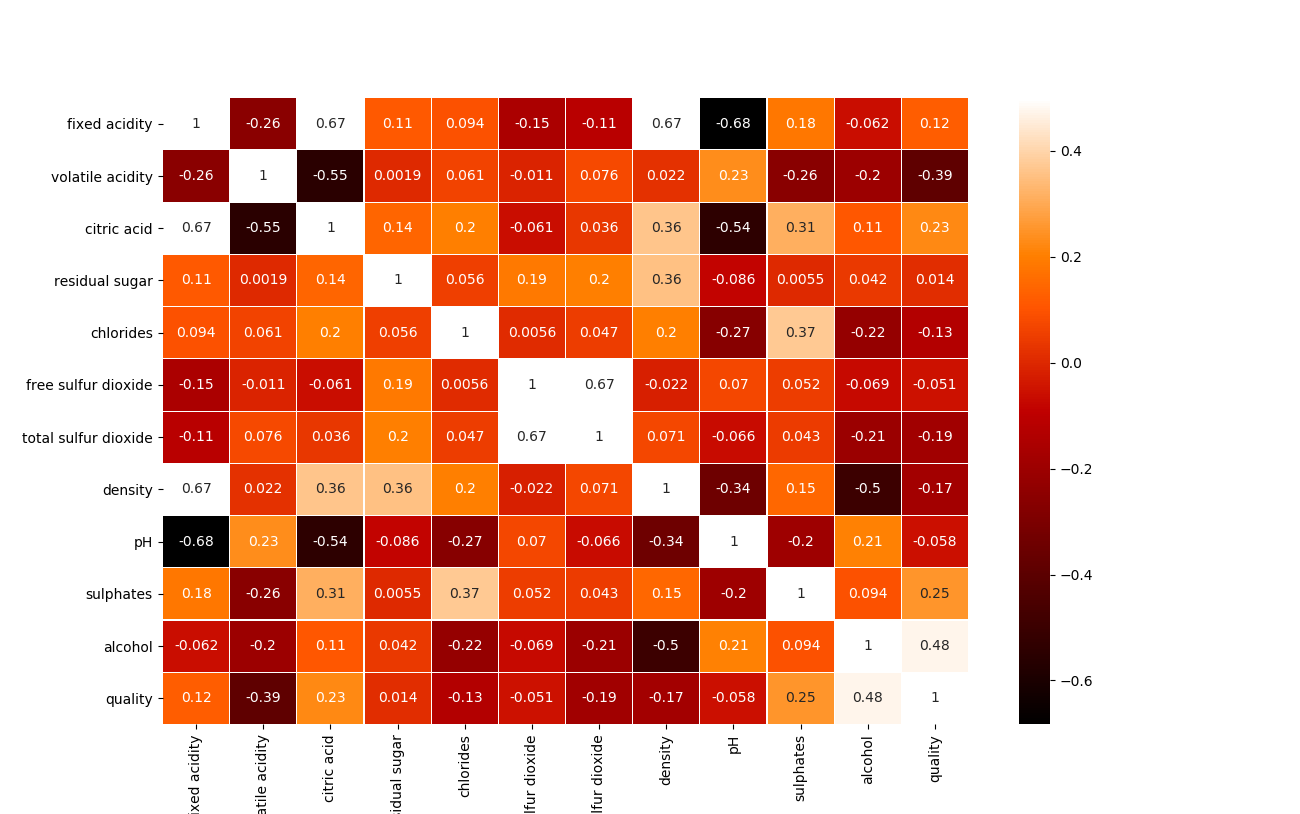 fixed acidity 1 -0.26 0.67 0.11 0.094 -0.15 -0.11 0.67 -0.68 0.18 -0.062 0.12
volatile acidity -0.26 1 -0.55 0.0019 0.061 -0.011 0.076 0.022 0.23 -0.26 -0.2 -0.39
citric acid 0.67 -0.55 1 0.14 0.2 -0.061 0.036 0.36 -0.54 0.31 0.11 0.23
residual sugar 0.11 0.0019 0.14 1 0.056 0.19 0.2 0.36 -0.086 0.0055 0.042 0.014
chlorides 0.094 0.061 0.2 0.056 1 0.0056 0.047 0.2 -0.27 0.37 -0.22 -0.13
free sulfur dioxide -0.15 -0.011 -0.061 0.19 0.0056 1 0.67 -0.022 0.07 0.052 -0.069 -0.051
total sulfur dioxide -0.11 0.076 0.036 0.2 0.047 0.67 1 0.071 -0.066 0.043 -0.21 -0.19
density 0.67 0.022 0.36 0.36 0.2 -0.022 0.071 1 -0.34 0.15 -0.5 -0.17
pH -0.68 0.23 -0.54 -0.086 -0.27 0.07 -0.066 -0.34 1 -0.2 0.21 -0.058
sulphates 0.18 -0.26 0.31 0.0055 0.37 0.052 0.043 0.15 -0.2 1 0.094 0.25
alcohol -0.062 -0.2 0.11 0.042 -0.22 -0.069 -0.21 -0.5 0.21 0.094 1 0.48
quality 0.12 -0.39 0.23 0.014 -0.13 -0.051 -0.19 -0.17 -0.058 0.25 0.48 1
ixed acidity
atile acidity
citric acid
idual sugar
chlorides
lfur dioxide
lfur dioxide
density
pH
sulphates
alcohol
quality
0.4
0.2
0.0
−0.2
−0.4
−0.6